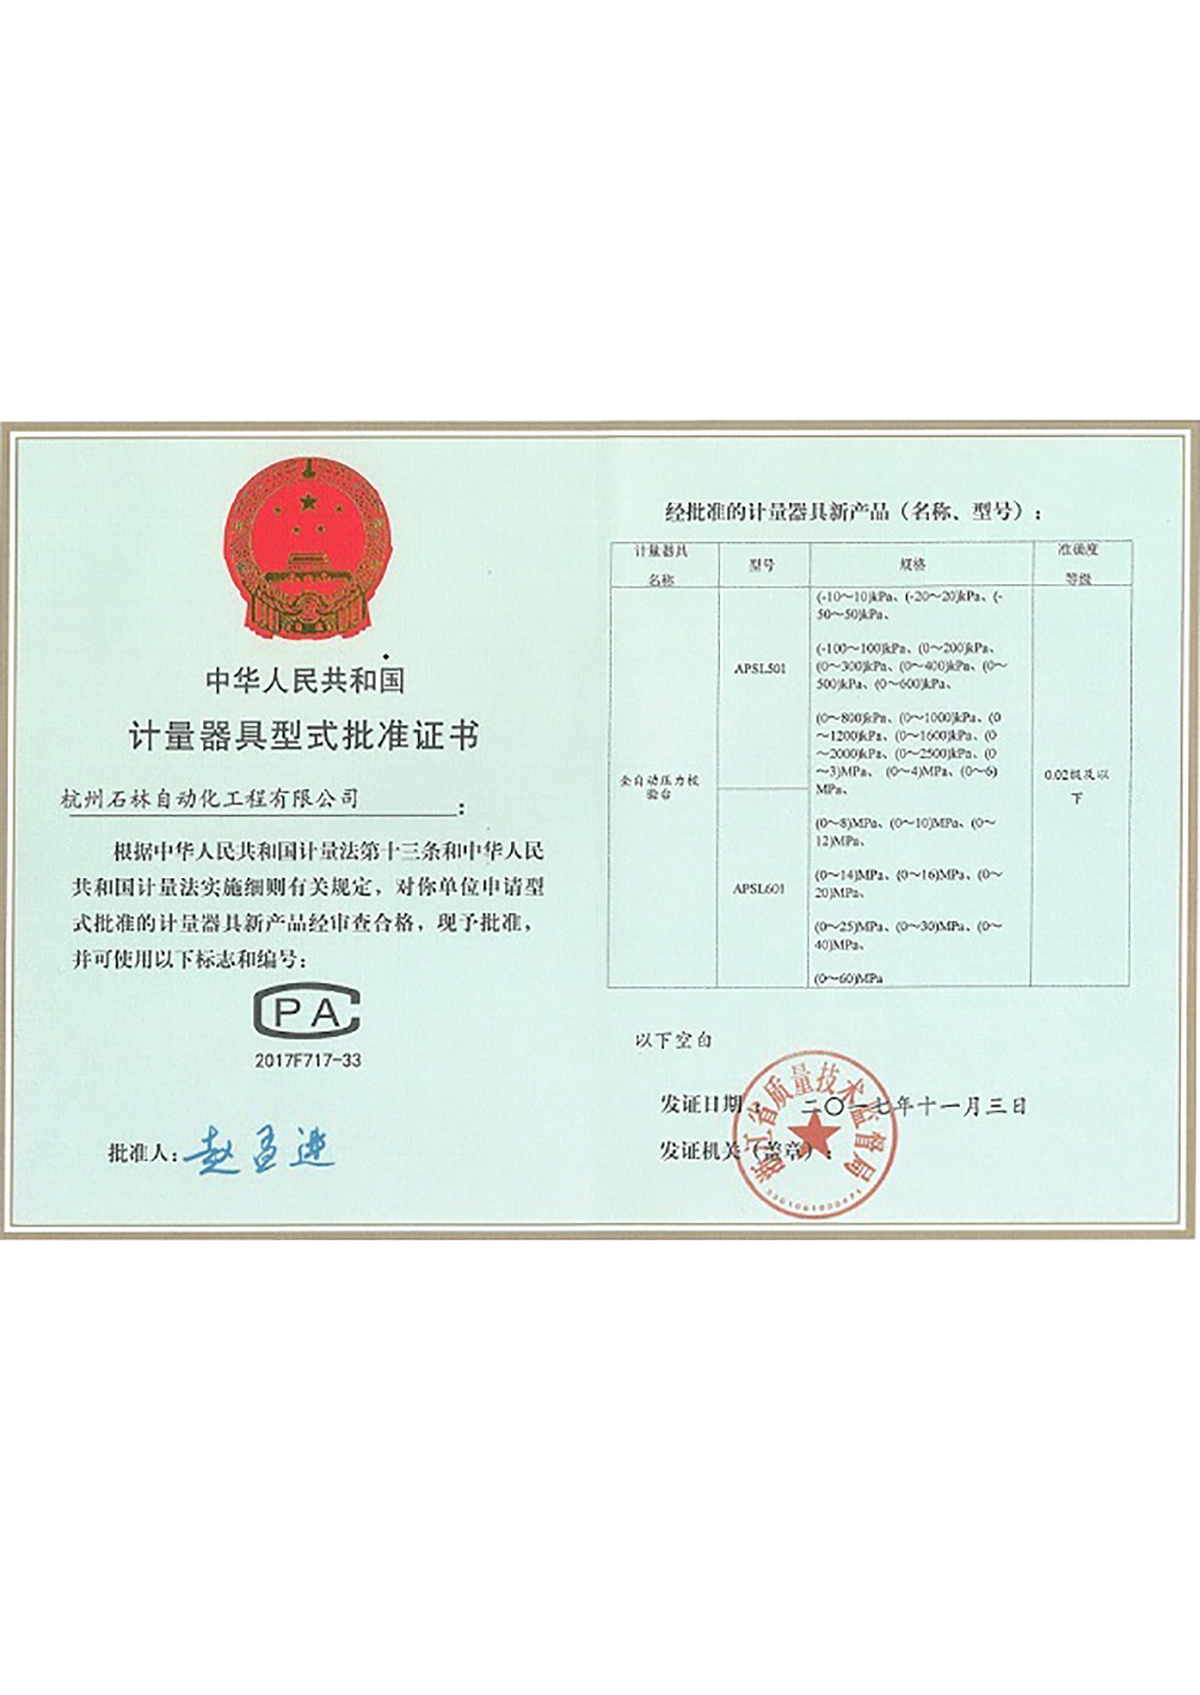 中华人民共和国
计量器具型式批准证书
杭州石林自动化工程有限公司：
根据中华人民共和国计量法第十三条和中华人民
共和国计量法实施细则有关规定，对你单位申请型
式批准的计量器具新产品经审查合格，现予批准，
并可使用以下标志和编号：
CPA
2017F717-33
批准人：赵孟进
经批准的计量器具新产品（名称、型号）：
计量器具
名称
型号
规格
准确度
等级
全自动压力校
验台
APSL501
APSL601
(-10～10)kPa、(-20～20)kPa、(-
50～50)kPa、
(-100～100)kPa、(0～200)kPa、
(0～300)kPa、(0～400)kPa、(0～
500)kPa、(0～600)kPa、
(0～800)kPa、(0～1000)kPa、(0
～1200)kPa、(0～1600)kPa、(0
～2000)kPa、(0～2500)kPa、(0
～3)MPa、 (0～4)MPa、(0～6)
MPa、
(0～8)MPa、(0～10)MPa、(0～
12)MPa、
(0～14)MPa、(0～16)MPa、(0～
20)MPa、
(0～25)MPa、(0～30)MPa、(0～
40)MPa、
(0～60)MPa
0.02级及以
下
以下空白
发证日期：二〇一七年十一月三日
发证机关（盖章）：
浙江省质量技术监督局